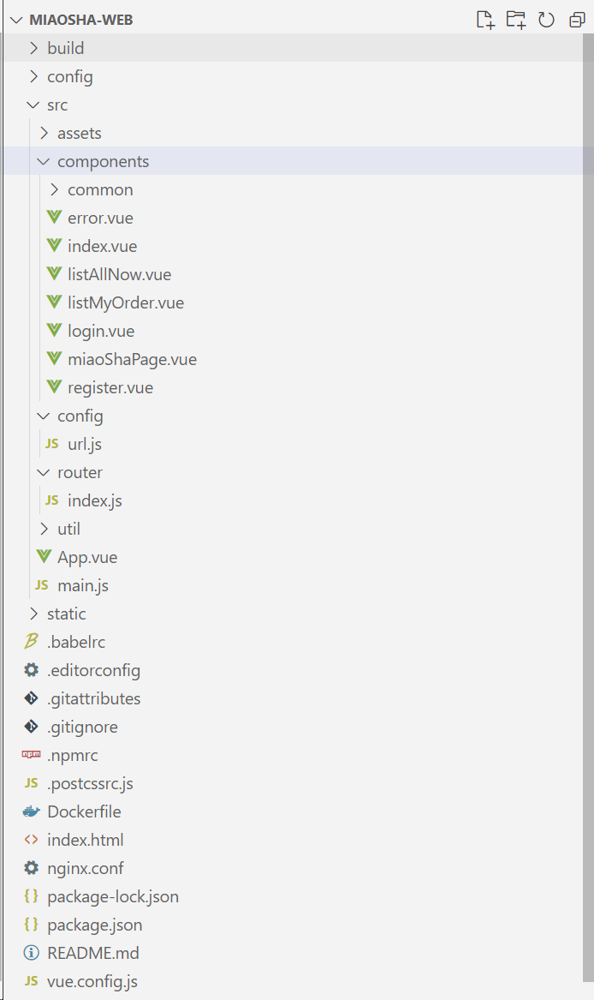 MIAOSHA-WEB
build
config
src
assets
components
common
error.vue
index.vue
listAllNow.vue
listMyOrder.vue
login.vue
miaoShaPage.vue
register.vue
config
JS url.js
router
JS index.js
util
App.vue
JS main.js
static
.babelrc
.editorconfig
.gitattributes
.gitignore
npm .npmrc
JS .postcssrc.js
Dockerfile
<> index.html
nginx.conf
{} package-lock.json
{} package.json
README.md
JS vue.config.js